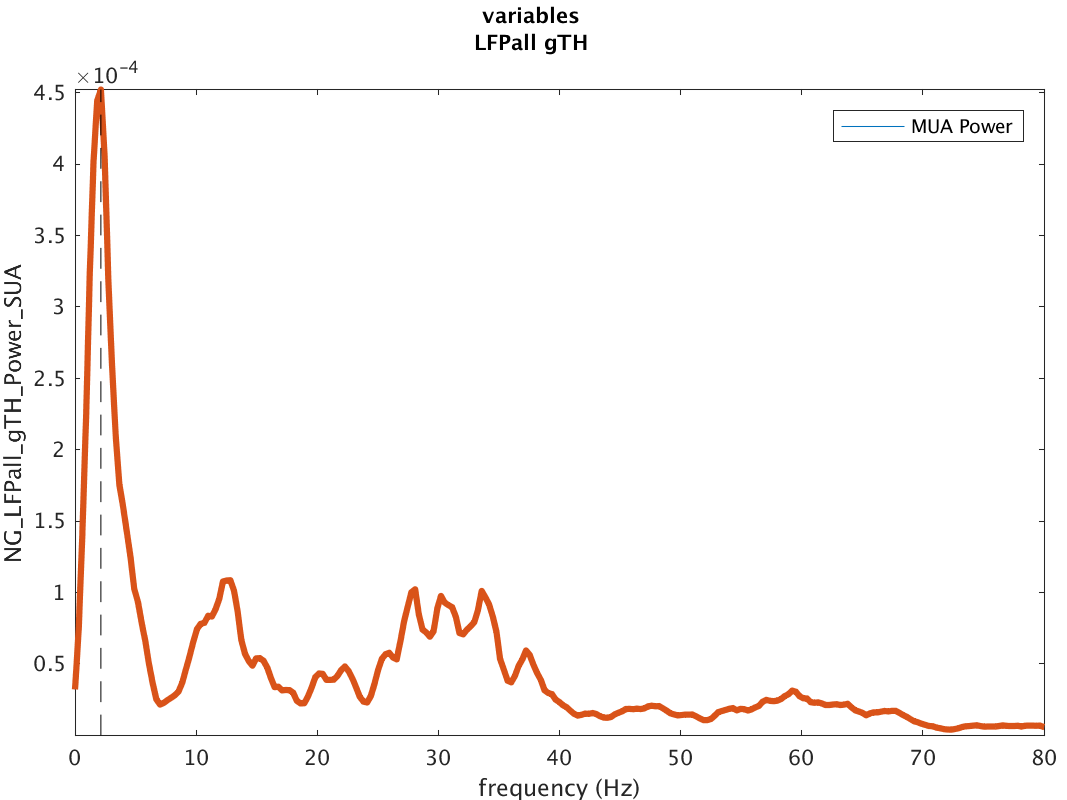 variables
LFPall gTH
×10⁻⁴
4.5
4
3.5
3
2.5
2
1.5
1
0.5
NG_LFPall_gTH_Power_SUA
MUA Power
0 10 20 30 40 50 60 70 80
frequency (Hz)